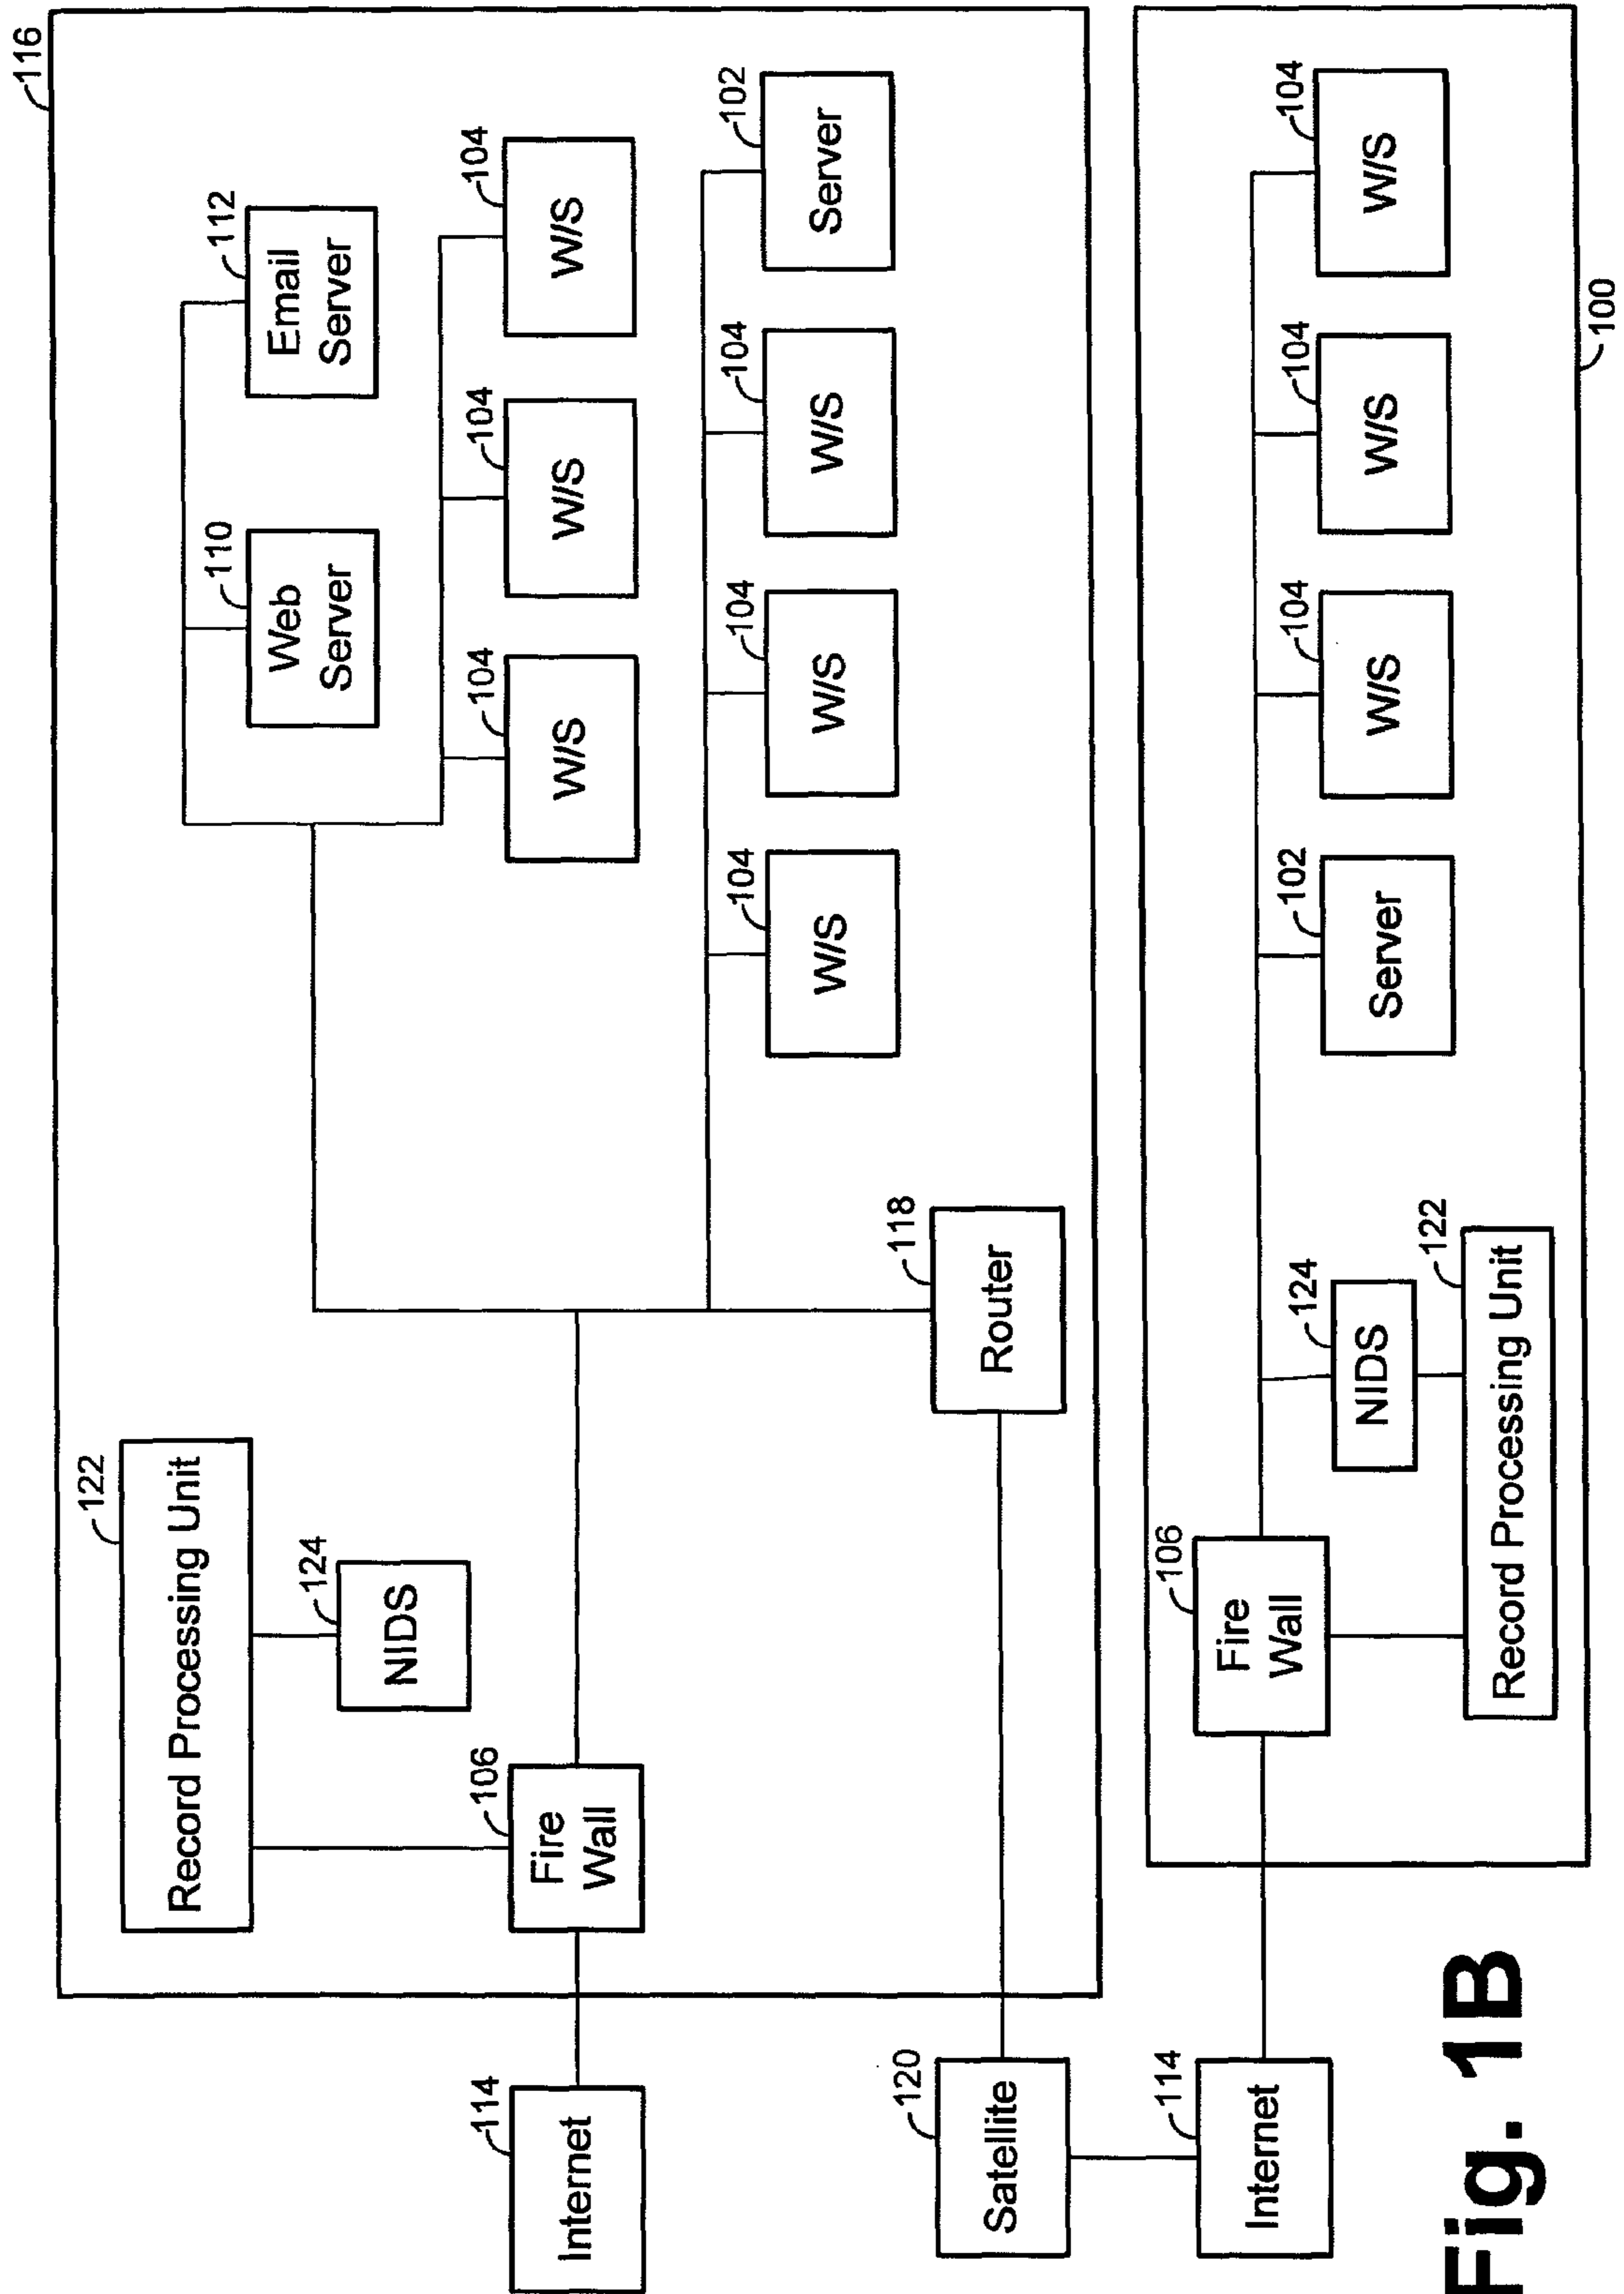 116
112
Email
Server
110
Web
Server
104
W/S
104
W/S
104
W/S
102
Server
104
W/S
104
W/S
104
W/S
122
Record Processing Unit
124
NIDS
106
Fire
Wall
118
Router
114
Internet
120
Satellite
114
Internet
106
Fire
Wall
124
NIDS
122
Record Processing Unit
102
Server
104
W/S
104
W/S
104
W/S
100
Fig. 1B